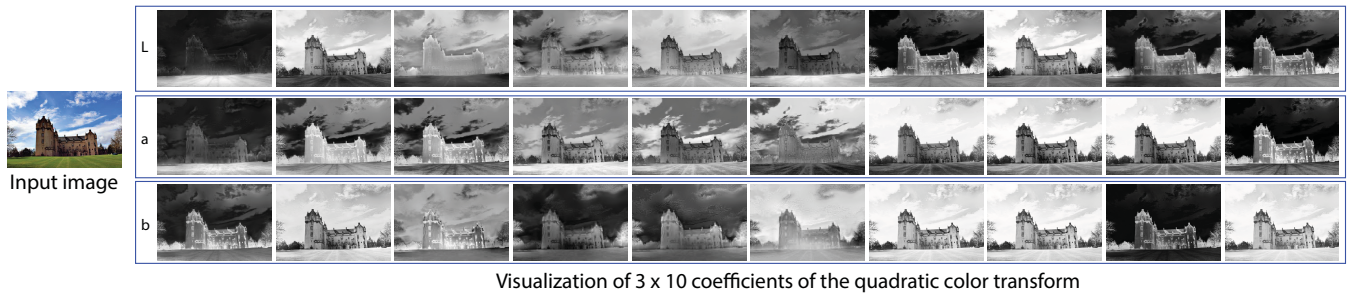 L
a
Input image
b
Visualization of 3 x 10 coefficients of the quadratic color transform